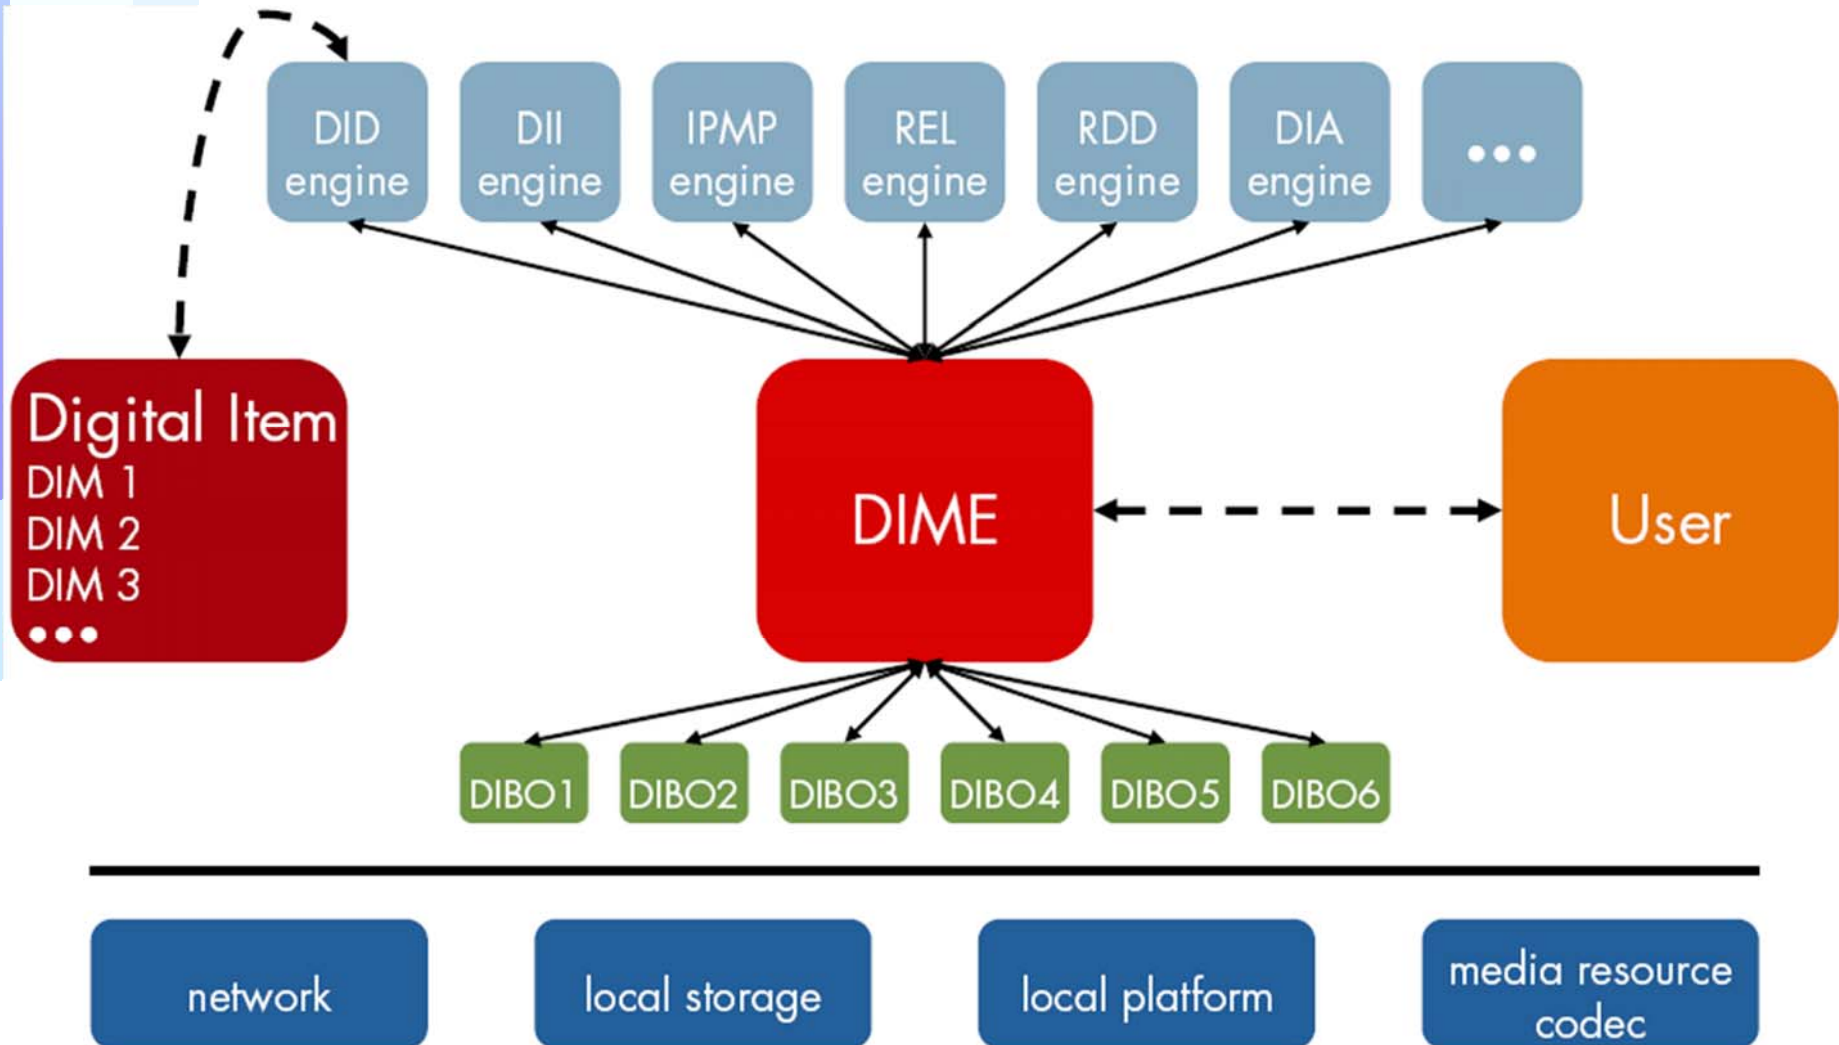 DID
engine
DII
engine
IPMP
engine
REL
engine
RDD
engine
DIA
engine
•••
Digital Item
DIM 1
DIM 2
DIM 3
•••
DIME
User
DIBO1
DIBO2
DIBO3
DIBO4
DIBO5
DIBO6
network
local storage
local platform
media resource
codec